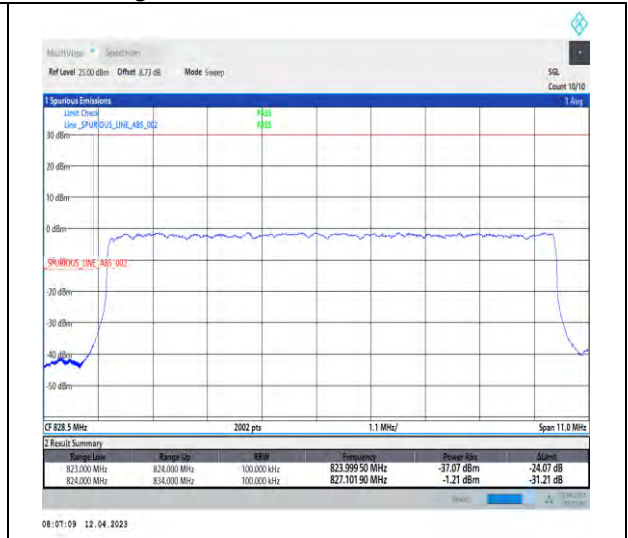 MultiView Spectrum
Ref Level 25.00 dBm Offset 8.73 dB Mode Sweep SGL
Count 10/10
1 Spurious Emissions 1 Avg
Limit Check PASS
Line _SPURIOUS_LINE_ABS_002 PASS
30 dBm
20 dBm
10 dBm
0 dBm
_SPURIOUS_LINE_ABS_002
-20 dBm
-30 dBm
-40 dBm
-50 dBm
CF 828.5 MHz 2002 pts 1.1 MHz/ Span 11.0 MHz
2 Result Summary
Range Low Range Up RBW Frequency Power Abs ΔLimit
823.000 MHz 824.000 MHz 100.000 kHz 823.99950 MHz -37.07 dBm -24.07 dB
824.000 MHz 834.000 MHz 100.000 kHz 827.10190 MHz -1.21 dBm -31.21 dB
08:07:09 12.04.2023